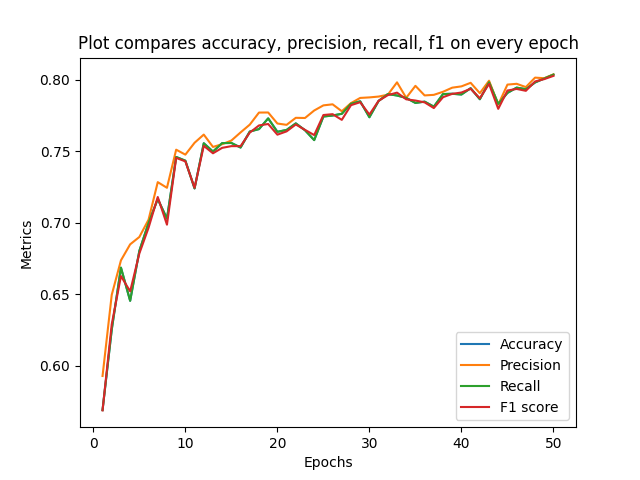 Plot compares accuracy, precision, recall, f1 on every epoch
0.80
0.75
0.70
0.65
0.60
Metrics
Accuracy
Precision
Recall
F1 score
0 10 20 30 40 50
Epochs